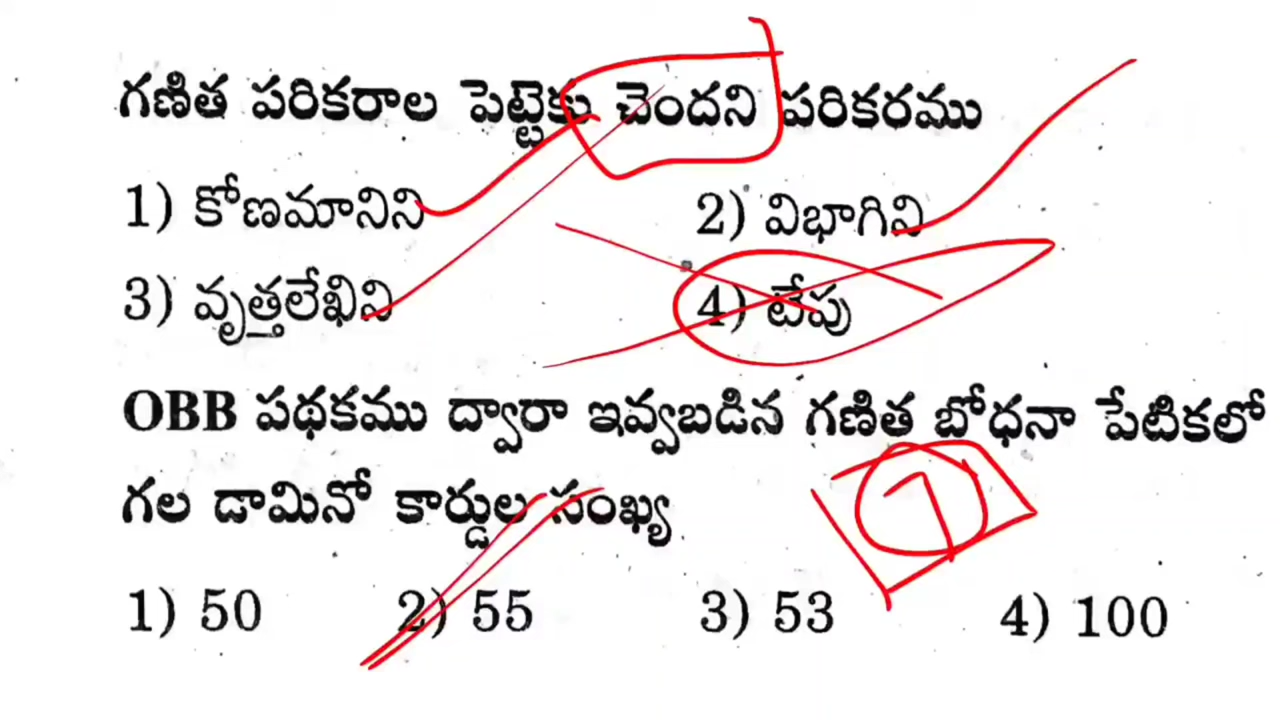 గణిత పరికరాల పెట్టెకు చెందని పరికరము
1) కోణమానిని 2) విభాగిని
3) వృత్తలేఖిని 4) టేపు
OBB పథకము ద్వారా ఇవ్వబడిన గణిత బోధనా పేటికలో
గల డామినో కార్డుల సంఖ్య
7
1) 50 2) 55 3) 53 4) 100